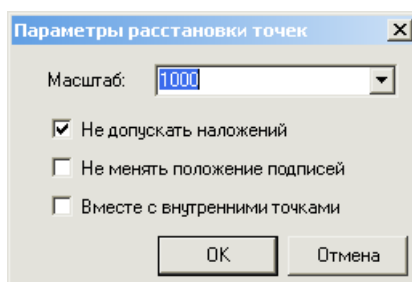 Параметры расстановки точек
Масштаб: 1000
Не допускать наложений
Не менять положение подписей
Вместе с внутренними точками
OK Отмена